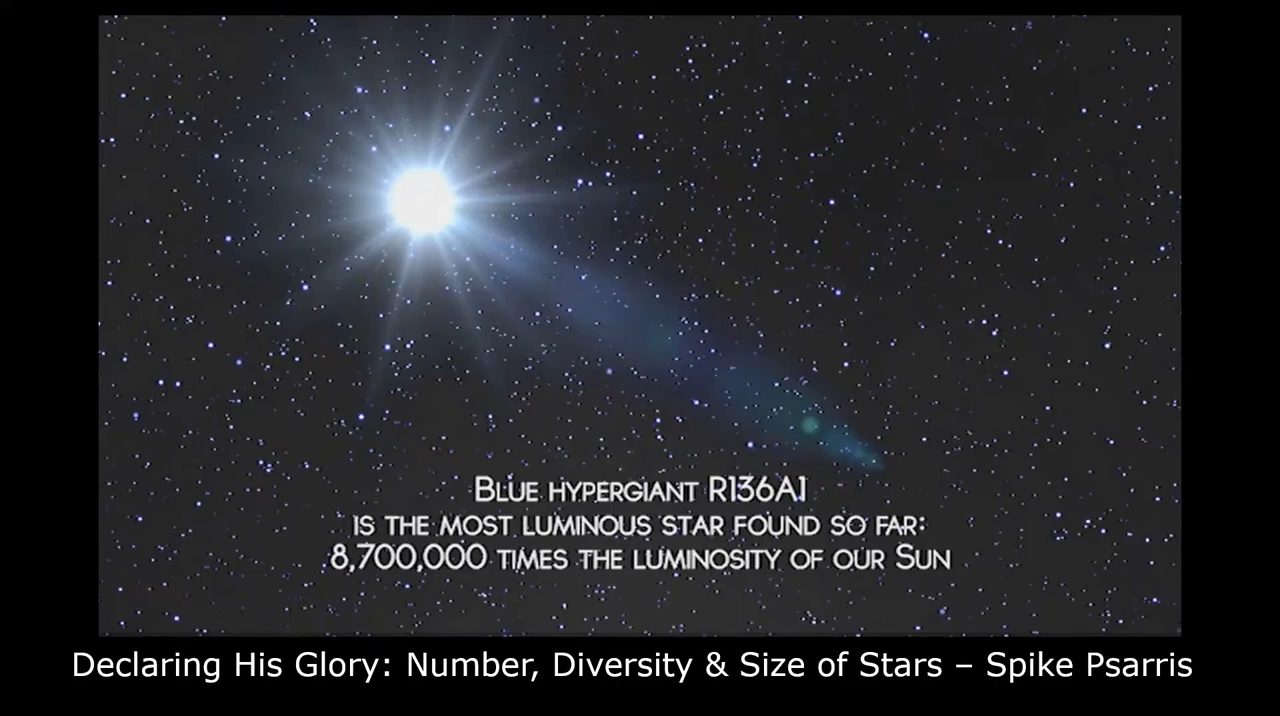 Blue hypergiant R136a1
is the most luminous star found so far:
8,700,000 times the luminosity of our Sun
Declaring His Glory: Number, Diversity & Size of Stars – Spike Psarris